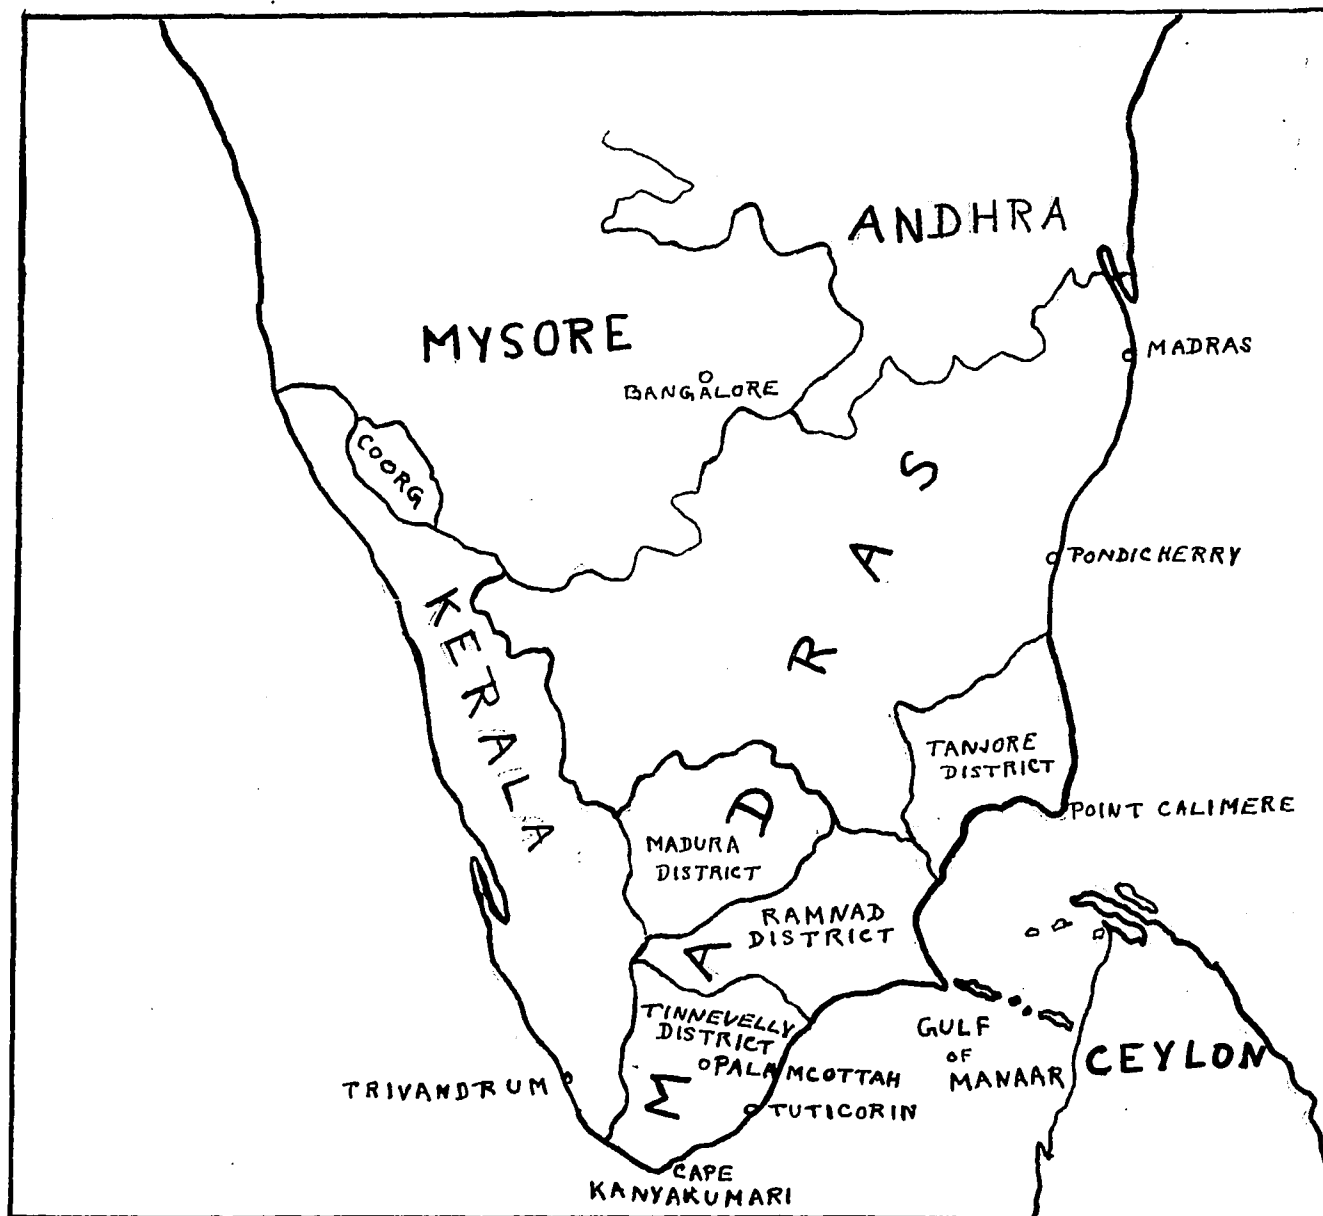 ANDHRA
MYSORE
MADRAS
BANGALORE
COORG
PONDICHERRY
KERALA
MADRAS
TANJORE
DISTRICT
POINT CALIMERE
MADURA
DISTRICT
RAMNAD
DISTRICT
TINNEVELLY
DISTRICT
GULF
OF
MANAAR
CEYLON
PALAMCOTTAH
TRIVANDRUM
TUTICORIN
CAPE
KANYAKUMARI